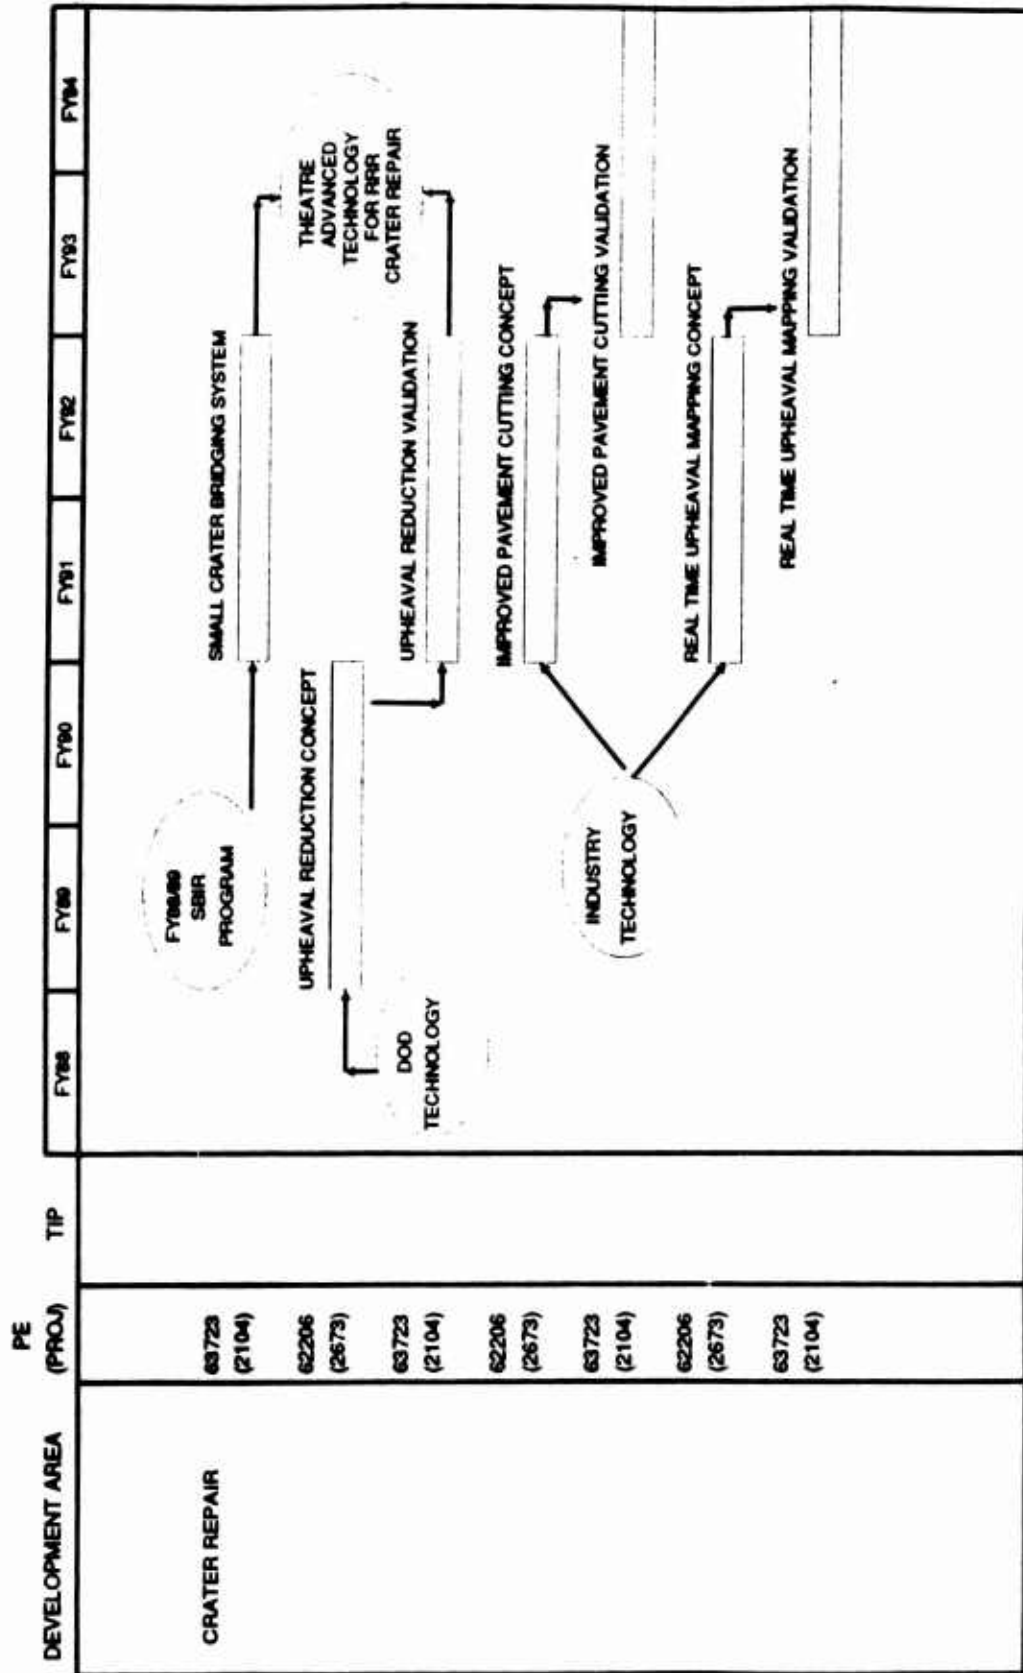 PE
DEVELOPMENT AREA (PROJ) TIP FY88 FY89 FY90 FY91 FY92 FY93 FY94
CRATER REPAIR
63723
(2104)
62206
(2673)
63723
(2104)
62206
(2673)
63723
(2104)
62206
(2673)
63723
(2104)
FY88/89
SBIR
PROGRAM
SMALL CRATER BRIDGING SYSTEM
UPHEAVAL REDUCTION CONCEPT
DOD
TECHNOLOGY
UPHEAVAL REDUCTION VALIDATION
THEATRE
ADVANCED
TECHNOLOGY
FOR RRR
CRATER REPAIR
IMPROVED PAVEMENT CUTTING CONCEPT
IMPROVED PAVEMENT CUTTING VALIDATION
INDUSTRY
TECHNOLOGY
REAL TIME UPHEAVAL MAPPING CONCEPT
REAL TIME UPHEAVAL MAPPING VALIDATION